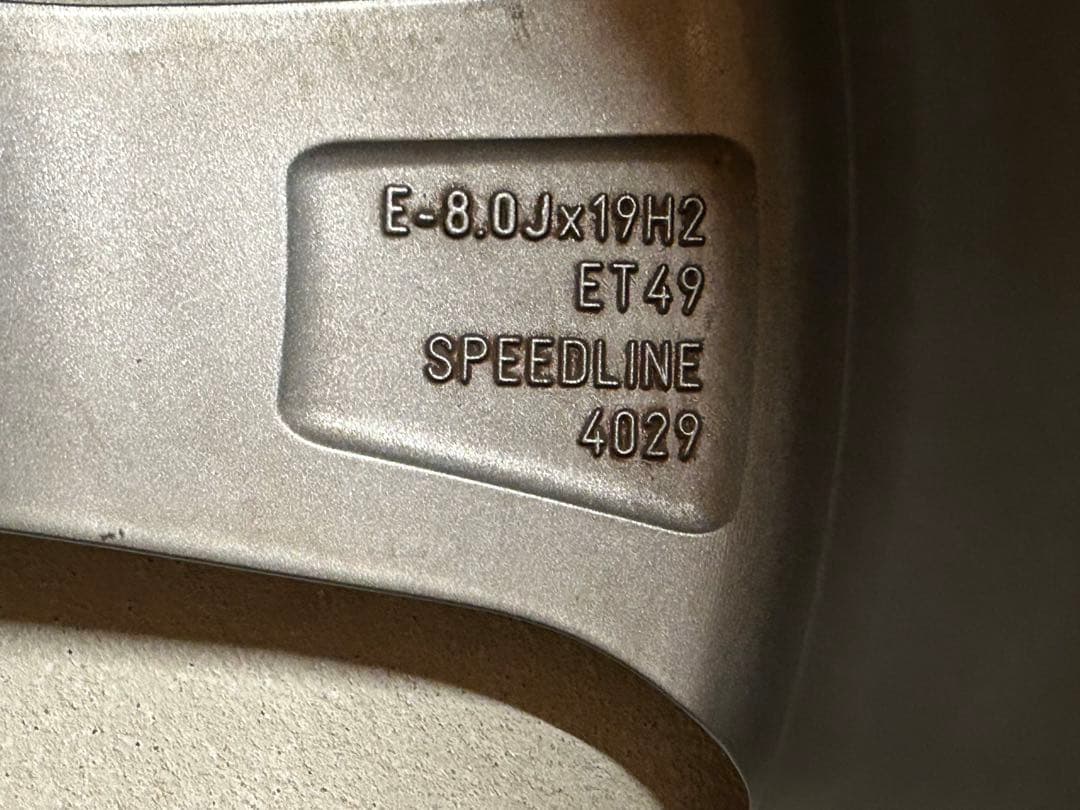 E-8.0Jx19H2
ET49
SPEEDLINE
4029